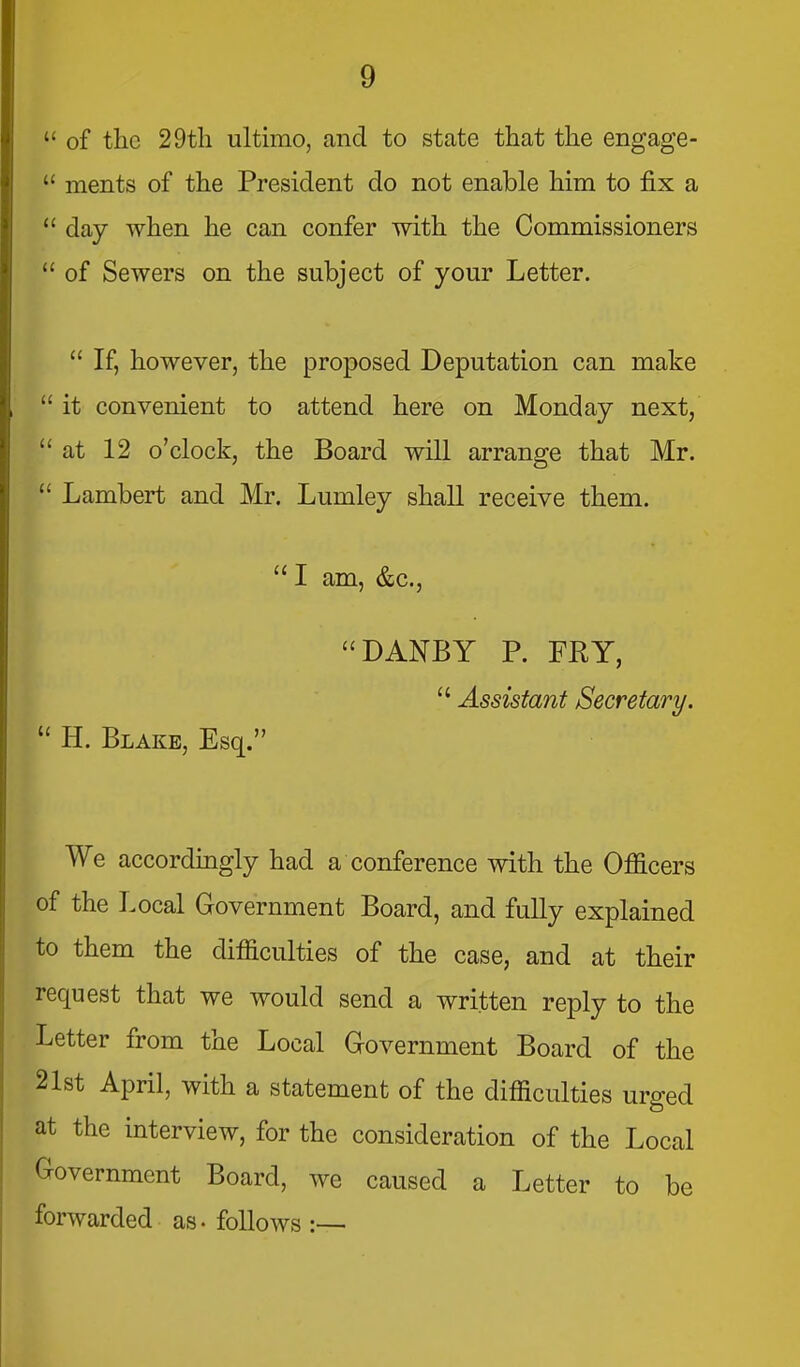 9
“ of the 29th ultimo, and to state that the engage-
“ ments of the President do not enable him to fix a
“ day when he can confer with the Commissioners
“ of Sewers on the subject of your Letter.
“ If, however, the proposed Deputation can make
“ it convenient to attend here on Monday next,
“ at 12 o’clock, the Board will arrange that Mr.
“ Lambert and Mr. Lumley shall receive them.
“ I am, &c.,
“DANBY P. FRY,
“ Assistant Secretary.
“ H. Blake, Esq.”
We accordingly had a conference with the Officers
of the Local Government Board, and fully explained
to them the difficulties of the case, and at their
request that we would send a written reply to the
Letter from the Local Government Board of the
21st April, with a statement of the difficulties urged
at the interview, for the consideration of the Local
Government Board, we caused a Letter to be
forwarded as. follows :—